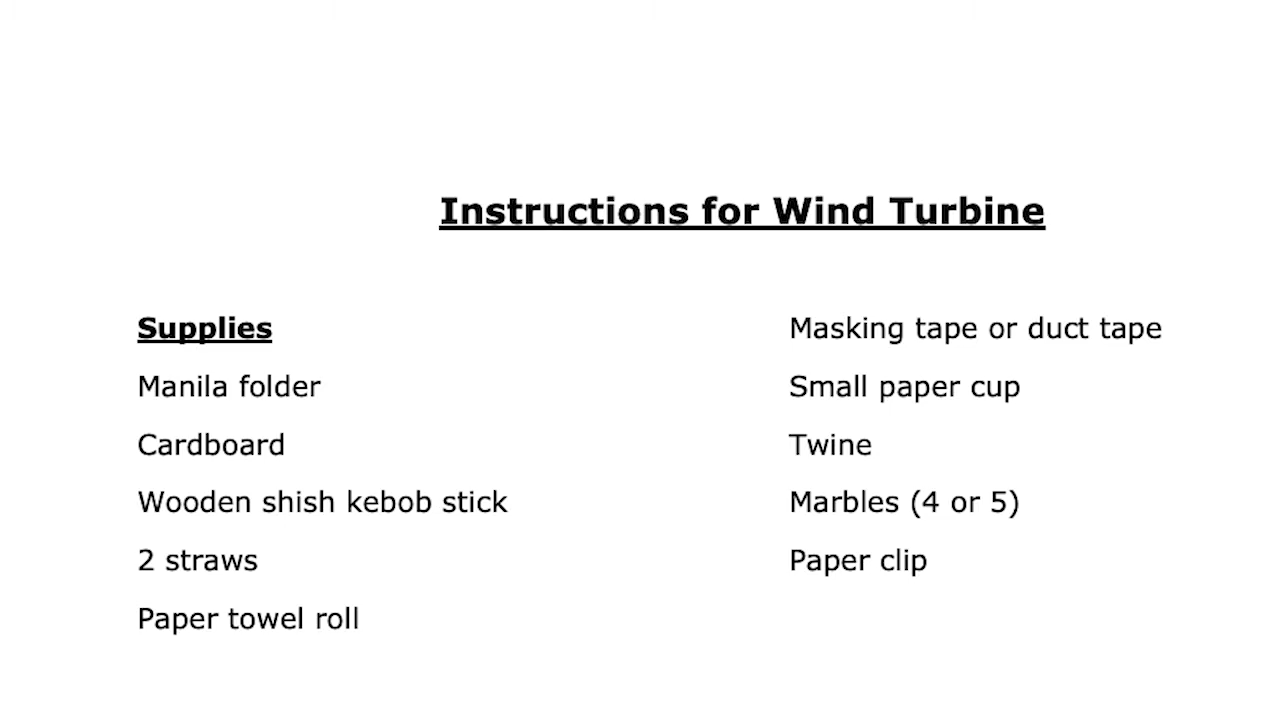 Instructions for Wind Turbine
Supplies
Manila folder
Cardboard
Wooden shish kebob stick
2 straws
Paper towel roll
Masking tape or duct tape
Small paper cup
Twine
Marbles (4 or 5)
Paper clip